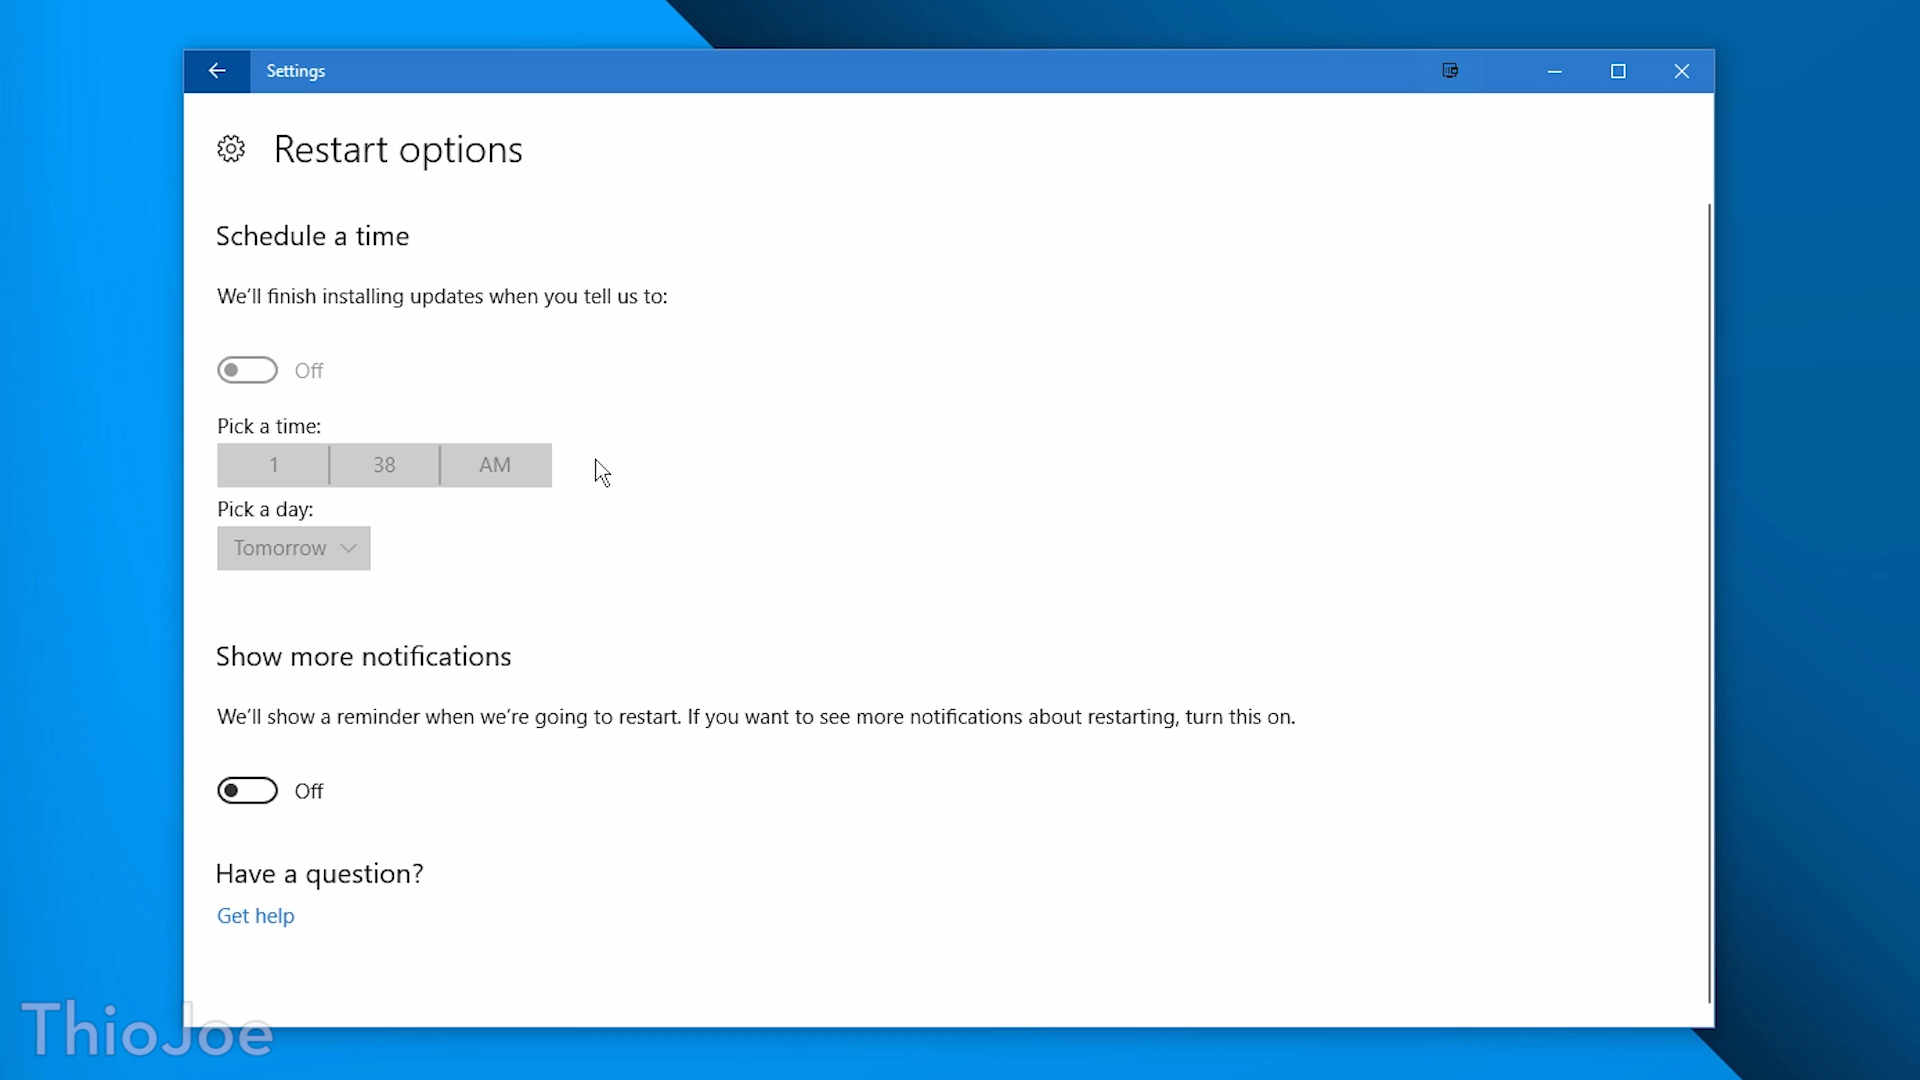 Settings
Restart options
Schedule a time
We’ll finish installing updates when you tell us to:
Off
Pick a time:
1 38 AM
Pick a day:
Tomorrow
Show more notifications
We’ll show a reminder when we’re going to restart. If you want to see more notifications about restarting, turn this on.
Off
Have a question?
Get help
ThioJoe